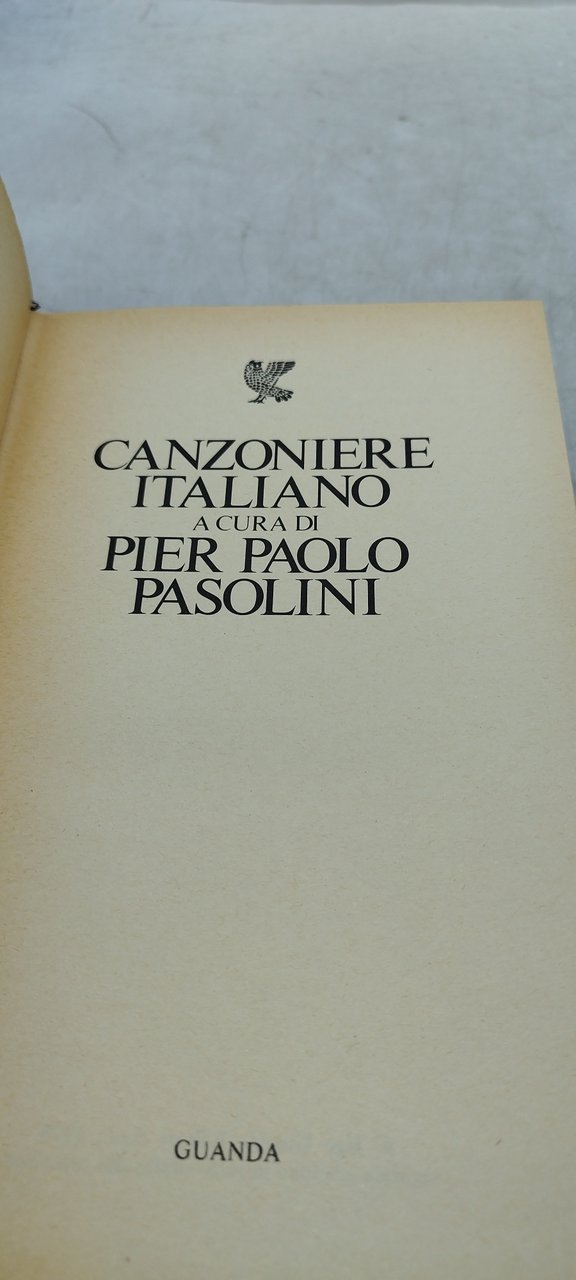 CANZONIERE
ITALIANO
A CURA DI
PIER PAOLO
PASOLINI
GUANDA